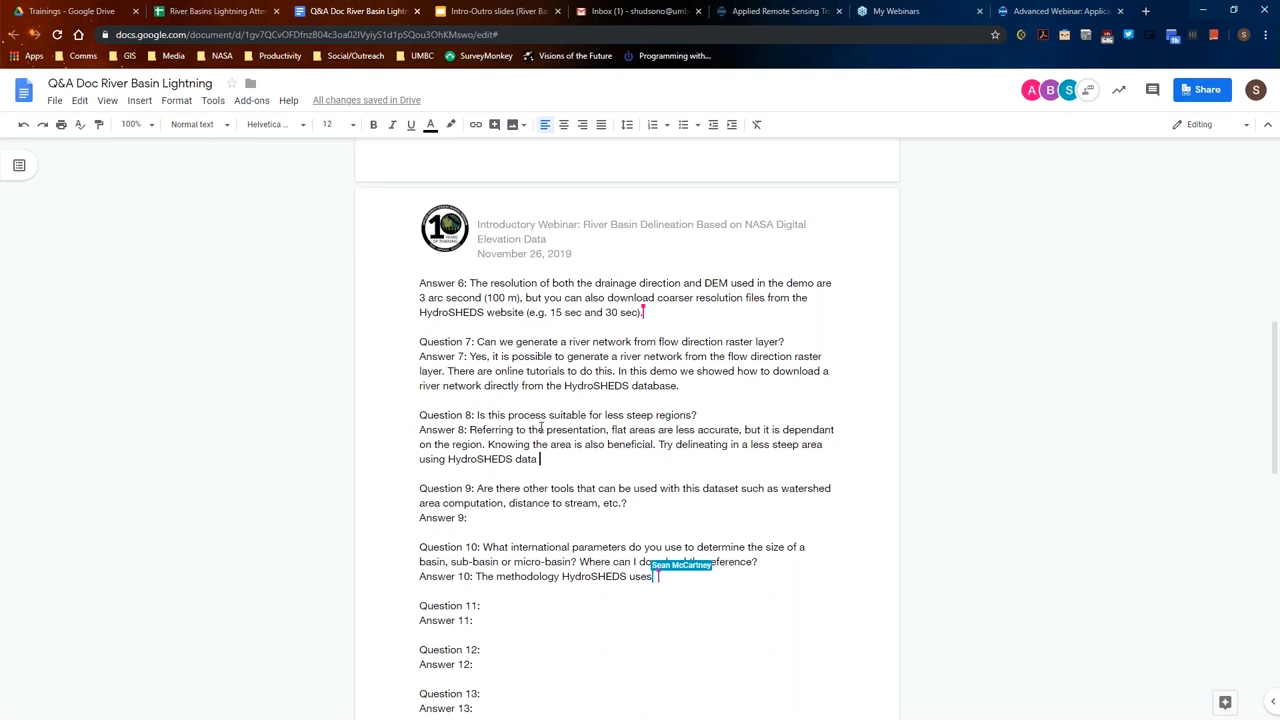 Trainings - Google Drive
River Basins Lightning Atte
Q&A Doc River Basin Lightn
Intro-Outro slides (River Ba
Inbox (1) - shudsono@umb
Applied Remote Sensing Tr
My Webinars
Advanced Webinar: Applica
docs.google.com/document/d/
Apps
Comms
GIS
Media
NASA
Productivity
Social/Outreach
UMBC
SurveyMonkey
Visions of the Future
Programming with...
Q&A Doc River Basin Lightning
File Edit View Insert Format Tools Add-ons Help All changes saved in Drive
A B S
Share
S
100% Normal text Helvetica ... 12 B I U A
Editing
10
YEARS OF TRAINING
Introductory Webinar: River Basin Delineation Based on NASA Digital
Elevation Data
November 26, 2019
Answer 6: The resolution of both the drainage direction and DEM used in the demo are
3 arc second (100 m), but you can also download coarser resolution files from the
HydroSHEDS website (e.g. 15 sec and 30 sec).
Question 7: Can we generate a river network from flow direction raster layer?
Answer 7: Yes, it is possible to generate a river network from the flow direction raster
layer. There are online tutorials to do this. In this demo we showed how to download a
river network directly from the HydroSHEDS database.
Question 8: Is this process suitable for less steep regions?
Answer 8: Referring to the presentation, flat areas are less accurate, but it is dependant
on the region. Knowing the area is also beneficial. Try delineating in a less steep area
using HydroSHEDS data
Question 9: Are there other tools that can be used with this dataset such as watershed
area computation, distance to stream, etc.?
Answer 9:
Question 10: What international parameters do you use to determine the size of a
basin, sub-basin or micro-basin? Where can I do
Sean McCartney
Answer 10: The methodology HydroSHEDS uses
Question 11:
Answer 11:
Question 12:
Answer 12:
Question 13:
Answer 13: